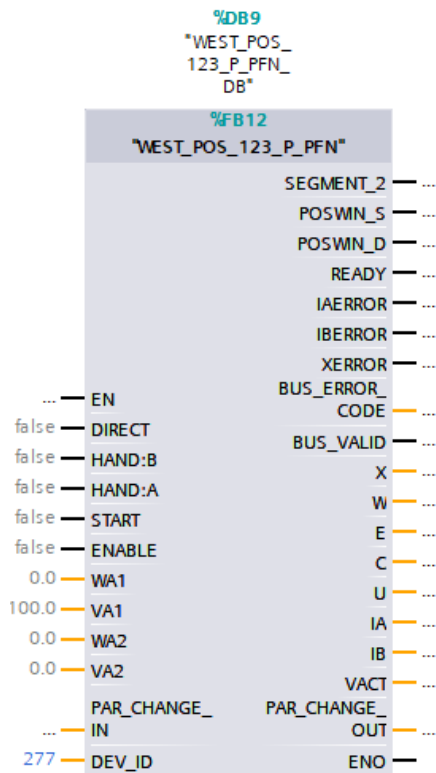 %DB9
"WEST_POS_
123_P_PFN_
DB"
%FB12
"WEST_POS_123_P_PFN"
SEGMENT_2 ...
POSWIN_S ...
POSWIN_D ...
READY ...
IAERROR ...
IBERROR ...
XERROR ...
... EN
BUS_ERROR_
CODE ...
false DIRECT
BUS_VALID ...
false HAND:B
X ...
false HAND:A
W ...
false START
E ...
false ENABLE
C ...
0.0 WA1
U ...
100.0 VA1
IA ...
0.0 WA2
IB ...
0.0 VA2
VACT ...
PAR_CHANGE_
... IN
PAR_CHANGE_
OUT ...
277 DEV_ID
ENO